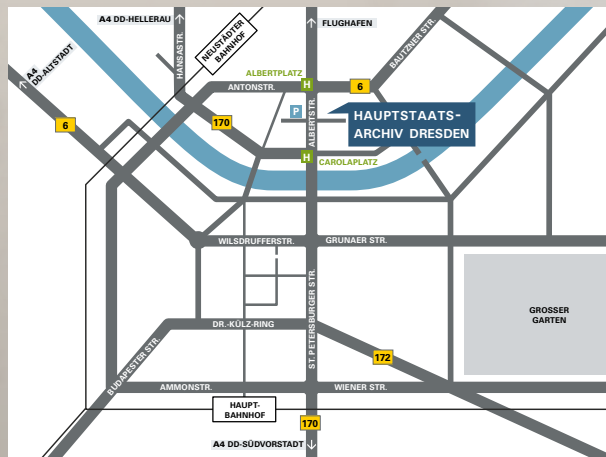 A4 DD-HELLERAU
FLUGHAFEN
NEUSTÄDTER
BAHNHOF
HANSASTR.
BAUTZNER STR.
A4
DD-ALTSTADT
ALBERTPLATZ
H
6
ANTONSTR.
P
ALBERTSTR.
HAUPTSTAATS-
ARCHIV DRESDEN
6
170
H
CAROLAPLATZ
WILSDRUFFERSTR.
GRUNAER STR.
ST. PETERSBURGER STR.
GROSSER
GARTEN
DR.-KÜLZ-RING
172
BUDAPESTER STR.
AMMONSTR.
WIENER STR.
HAUPT-
BAHNHOF
170
A4 DD-SÜDVORSTADT